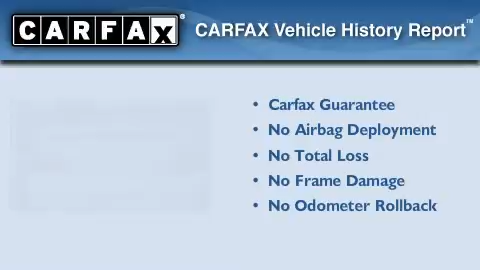 CARFAX® CARFAX Vehicle History Report™
• Carfax Guarantee
• No Airbag Deployment
• No Total Loss
• No Frame Damage
• No Odometer Rollback